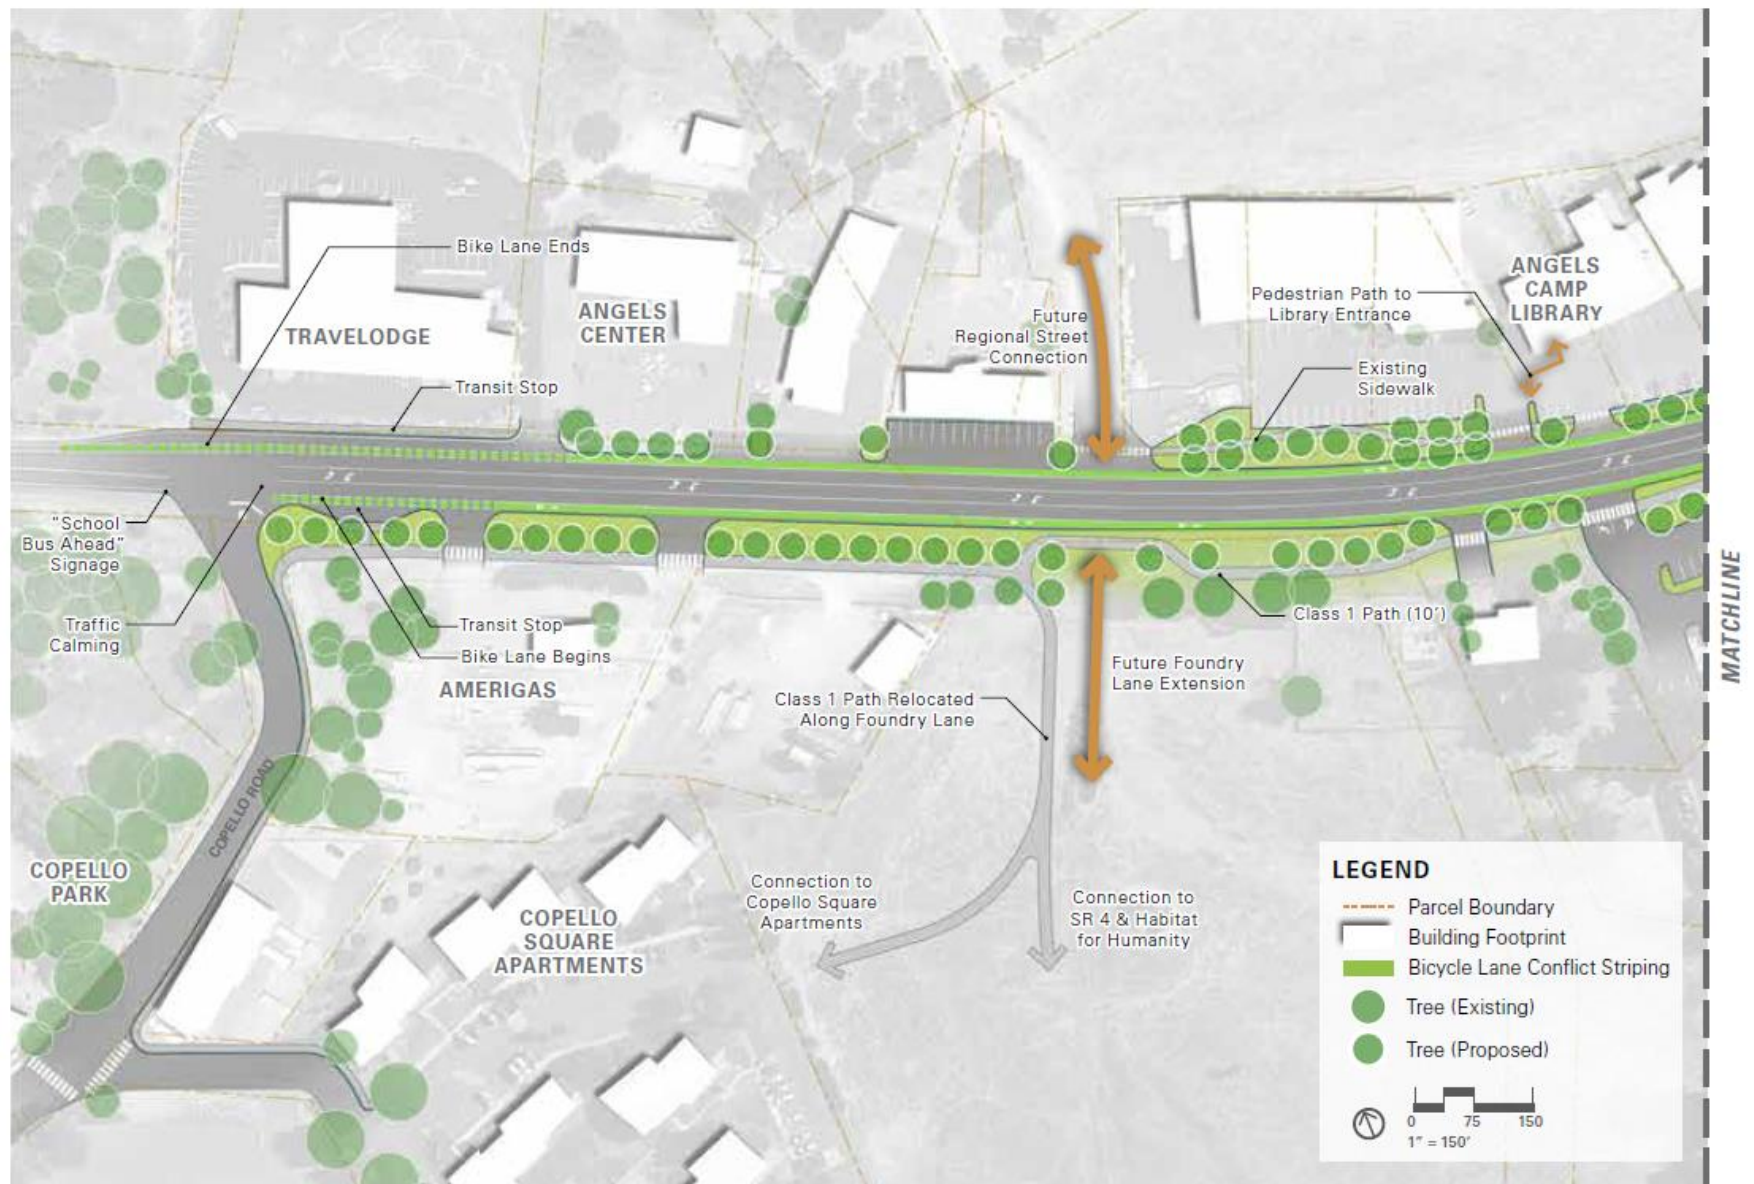 Bike Lane Ends
TRAVELODGE
ANGELS
CENTER
Transit Stop
Future
Regional Street
Connection
Pedestrian Path to
Library Entrance
ANGELS
CAMP
LIBRARY
Existing
Sidewalk
"School
Bus Ahead"
Signage
Traffic
Calming
Transit Stop
Bike Lane Begins
AMERIGAS
Class 1 Path (10')
Future Foundry
Lane Extension
Class 1 Path Relocated
Along Foundry Lane
MATCHLINE
COPELLO ROAD
COPELLO
PARK
COPELLO
SQUARE
APARTMENTS
Connection to
Copello Square
Apartments
Connection to
SR 4 & Habitat
for Humanity
LEGEND
Parcel Boundary
Building Footprint
Bicycle Lane Conflict Striping
Tree (Existing)
Tree (Proposed)
0 75 150
1" = 150'